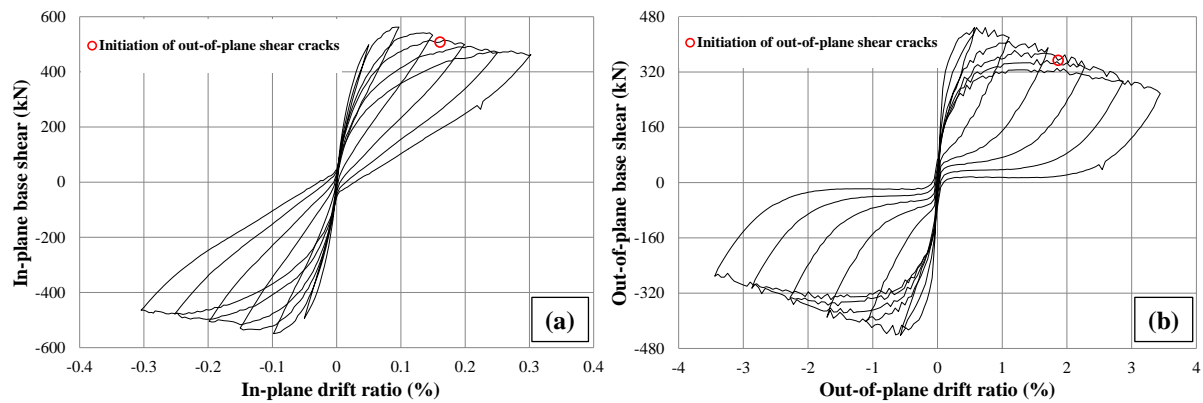 600
400
200
0
-200
-400
-600
-0.4 -0.3 -0.2 -0.1 0 0.1 0.2 0.3 0.4
In-plane base shear (kN)
In-plane drift ratio (%)
Initiation of out-of-plane shear cracks
(a)
480
320
160
0
-160
-320
-480
-4 -3 -2 -1 0 1 2 3 4
Out-of-plane base shear (kN)
Out-of-plane drift ratio (%)
Initiation of out-of-plane shear cracks
(b)